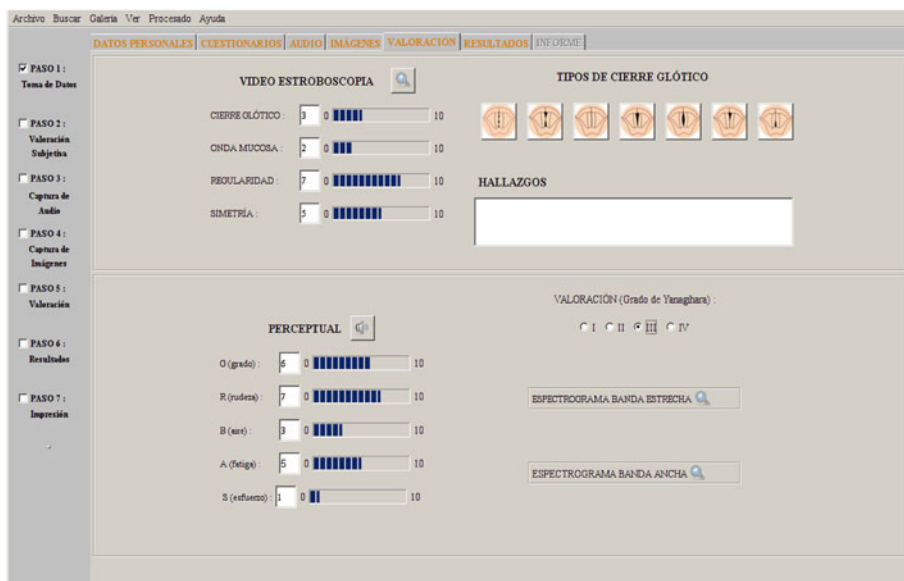 Archivo Buscar Galería Ver Procesado Ayuda
DATOS PERSONALES CUESTIONARIOS AUDIO IMÁGENES VALORACIÓN RESULTADOS INFORME
PASO 1 :
Toma de Datos
PASO 2 :
Valoración
Subjetiva
PASO 3 :
Captura de
Audio
PASO 4 :
Captura de
Imágenes
PASO 5 :
Valoración
PASO 6 :
Resultados
PASO 7 :
Impresión
VIDEO ESTROBOSCOPIA
CIERRE GLÓTICO : 3 0 10
ONDA MUCOSA : 2 0 10
REGULARIDAD : 7 0 10
SIMETRÍA : 5 0 10
TIPOS DE CIERRE GLÓTICO
HALLAZGOS
PERCEPTUAL
G (grado) : 6 0 10
R (rudeza) : 7 0 10
B (aire) : 3 0 10
A (fatiga) : 5 0 10
S (esfuerzo) : 1 0 10
VALORACIÓN (Grado de Yanagihara) :
I II III IV
ESPECTROGRAMA BANDA ESTRECHA
ESPECTROGRAMA BANDA ANCHA